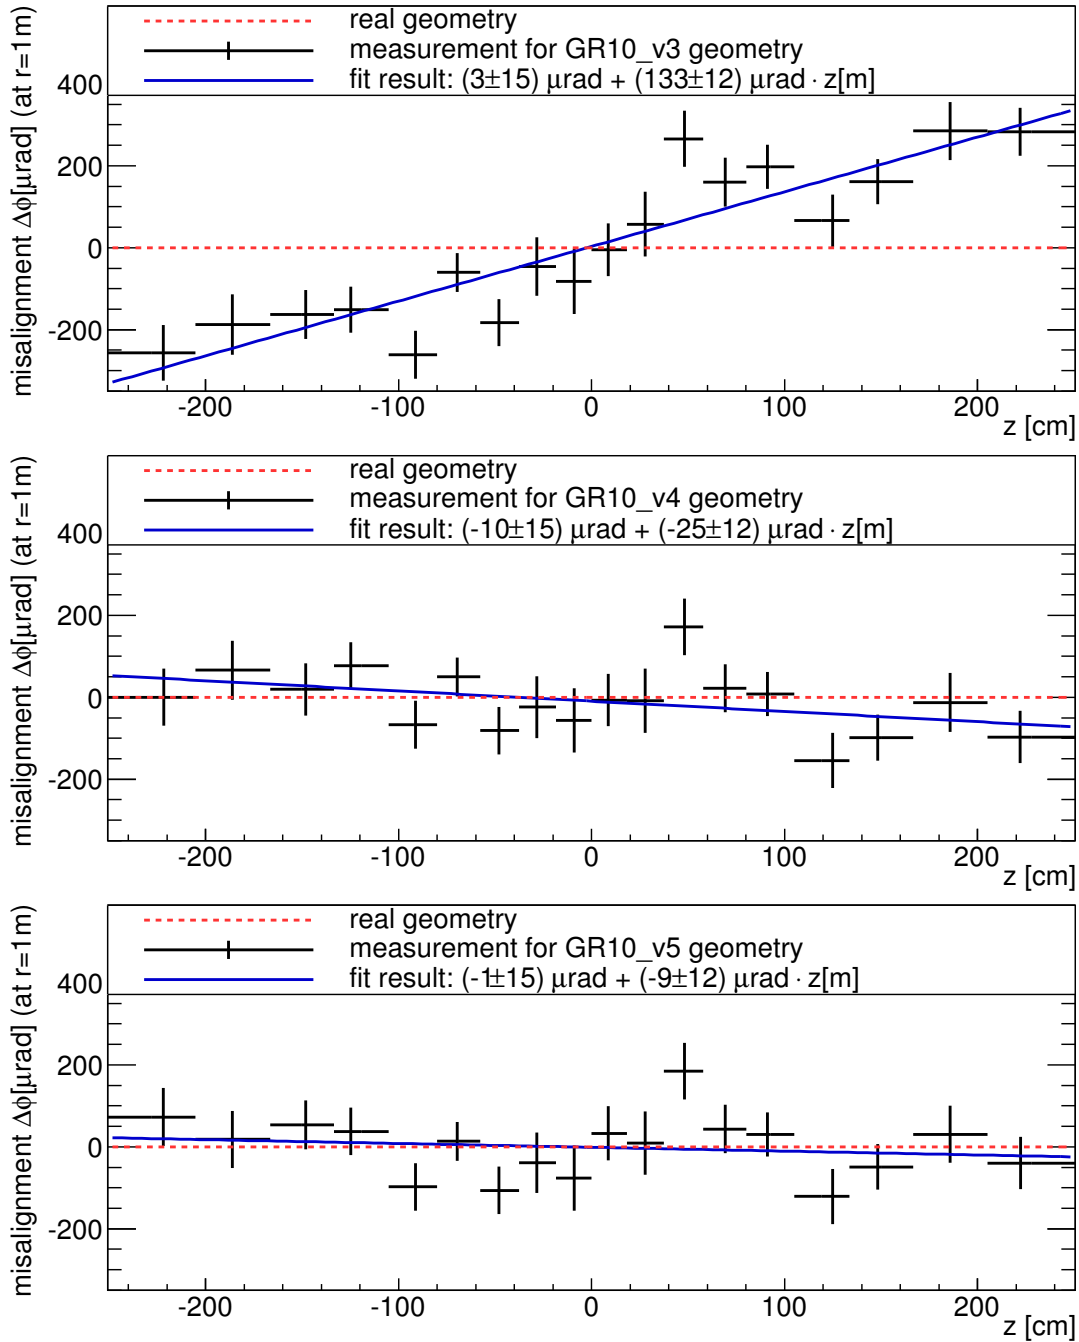 real geometry
measurement for GR10_v3 geometry
fit result: (3±15) μrad + (133±12) μrad · z[m]
misalignment Δϕ[μrad] (at r=1m)
400
200
0
-200
-200 -100 0 100 200
z [cm]
real geometry
measurement for GR10_v4 geometry
fit result: (-10±15) μrad + (-25±12) μrad · z[m]
misalignment Δϕ[μrad] (at r=1m)
400
200
0
-200
-200 -100 0 100 200
z [cm]
real geometry
measurement for GR10_v5 geometry
fit result: (-1±15) μrad + (-9±12) μrad · z[m]
misalignment Δϕ[μrad] (at r=1m)
400
200
0
-200
-200 -100 0 100 200
z [cm]